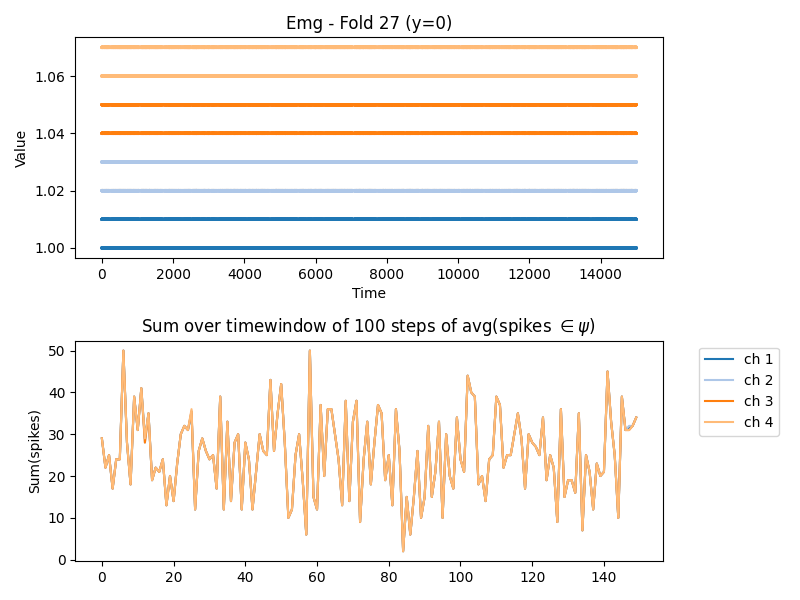 Emg - Fold 27 (y=0)
1.06
1.04
1.02
1.00
Value
0 2000 4000 6000 8000 10000 12000 14000
Time
Sum over timewindow of 100 steps of avg(spikes ∈ψ)
50
40
30
20
10
0
Sum(spikes)
0 20 40 60 80 100 120 140
ch 1
ch 2
ch 3
ch 4